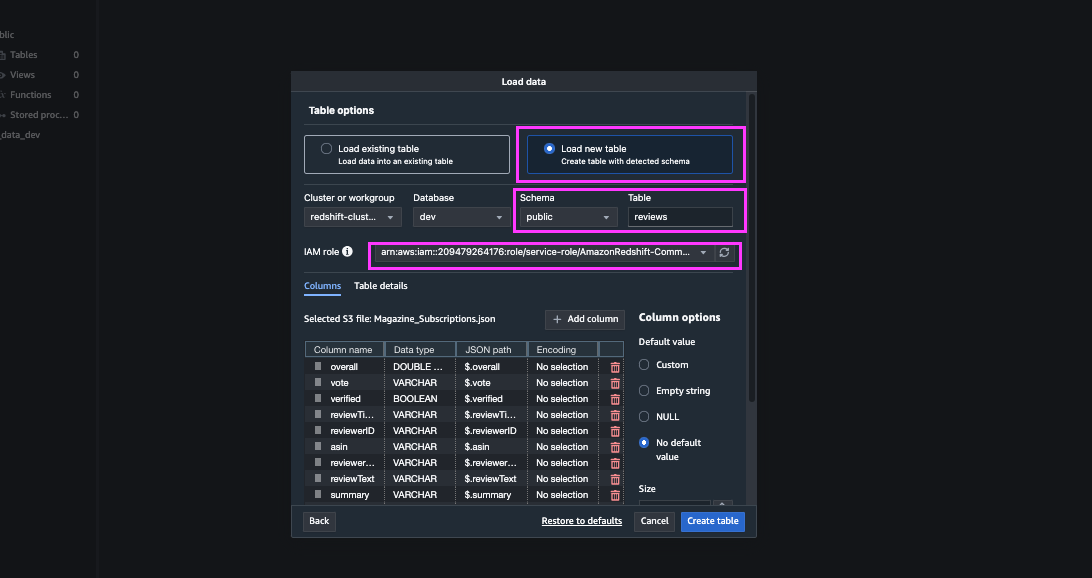 blic
Tables 0
Views 0
Functions 0
Stored proc... 0
_data_dev
Load data
Table options
Load existing table
Load data into an existing table
Load new table
Create table with detected schema
Cluster or workgroup
Database
Schema
Table
redshift-clust...
dev
public
reviews
IAM role
arn:aws:iam::209479264176:role/service-role/AmazonRedshift-Comm...
Columns
Table details
Selected S3 file: Magazine_Subscriptions.json
+ Add column
Column name Data type JSON path Encoding
overall DOUBLE ... $.overall No selection
vote VARCHAR $.vote No selection
verified BOOLEAN $.verified No selection
reviewTi... VARCHAR $.reviewTi... No selection
reviewerID VARCHAR $.reviewerID No selection
asin VARCHAR $.asin No selection
reviewer... VARCHAR $.reviewer... No selection
reviewText VARCHAR $.reviewText No selection
summary VARCHAR $.summary No selection
Column options
Default value
Custom
Empty string
NULL
No default
value
Size
Back
Restore to defaults
Cancel
Create table